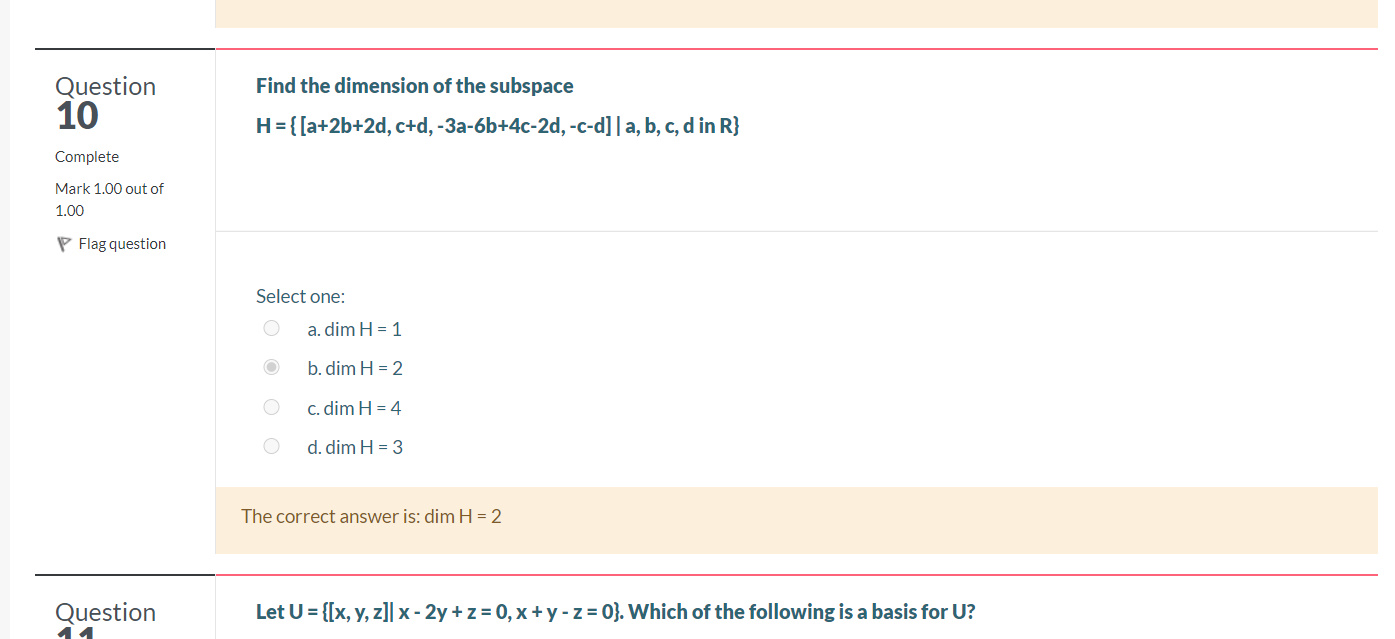 Question
10
Complete
Mark 1.00 out of
1.00
Flag question
Find the dimension of the subspace
H = { [a+2b+2d, c+d, -3a-6b+4c-2d, -c-d] | a, b, c, d in R}
Select one:
a. dim H = 1
b. dim H = 2
c. dim H = 4
d. dim H = 3
The correct answer is: dim H = 2
Question
11
Let U = {[x, y, z]| x - 2y + z = 0, x + y - z = 0}. Which of the following is a basis for U?